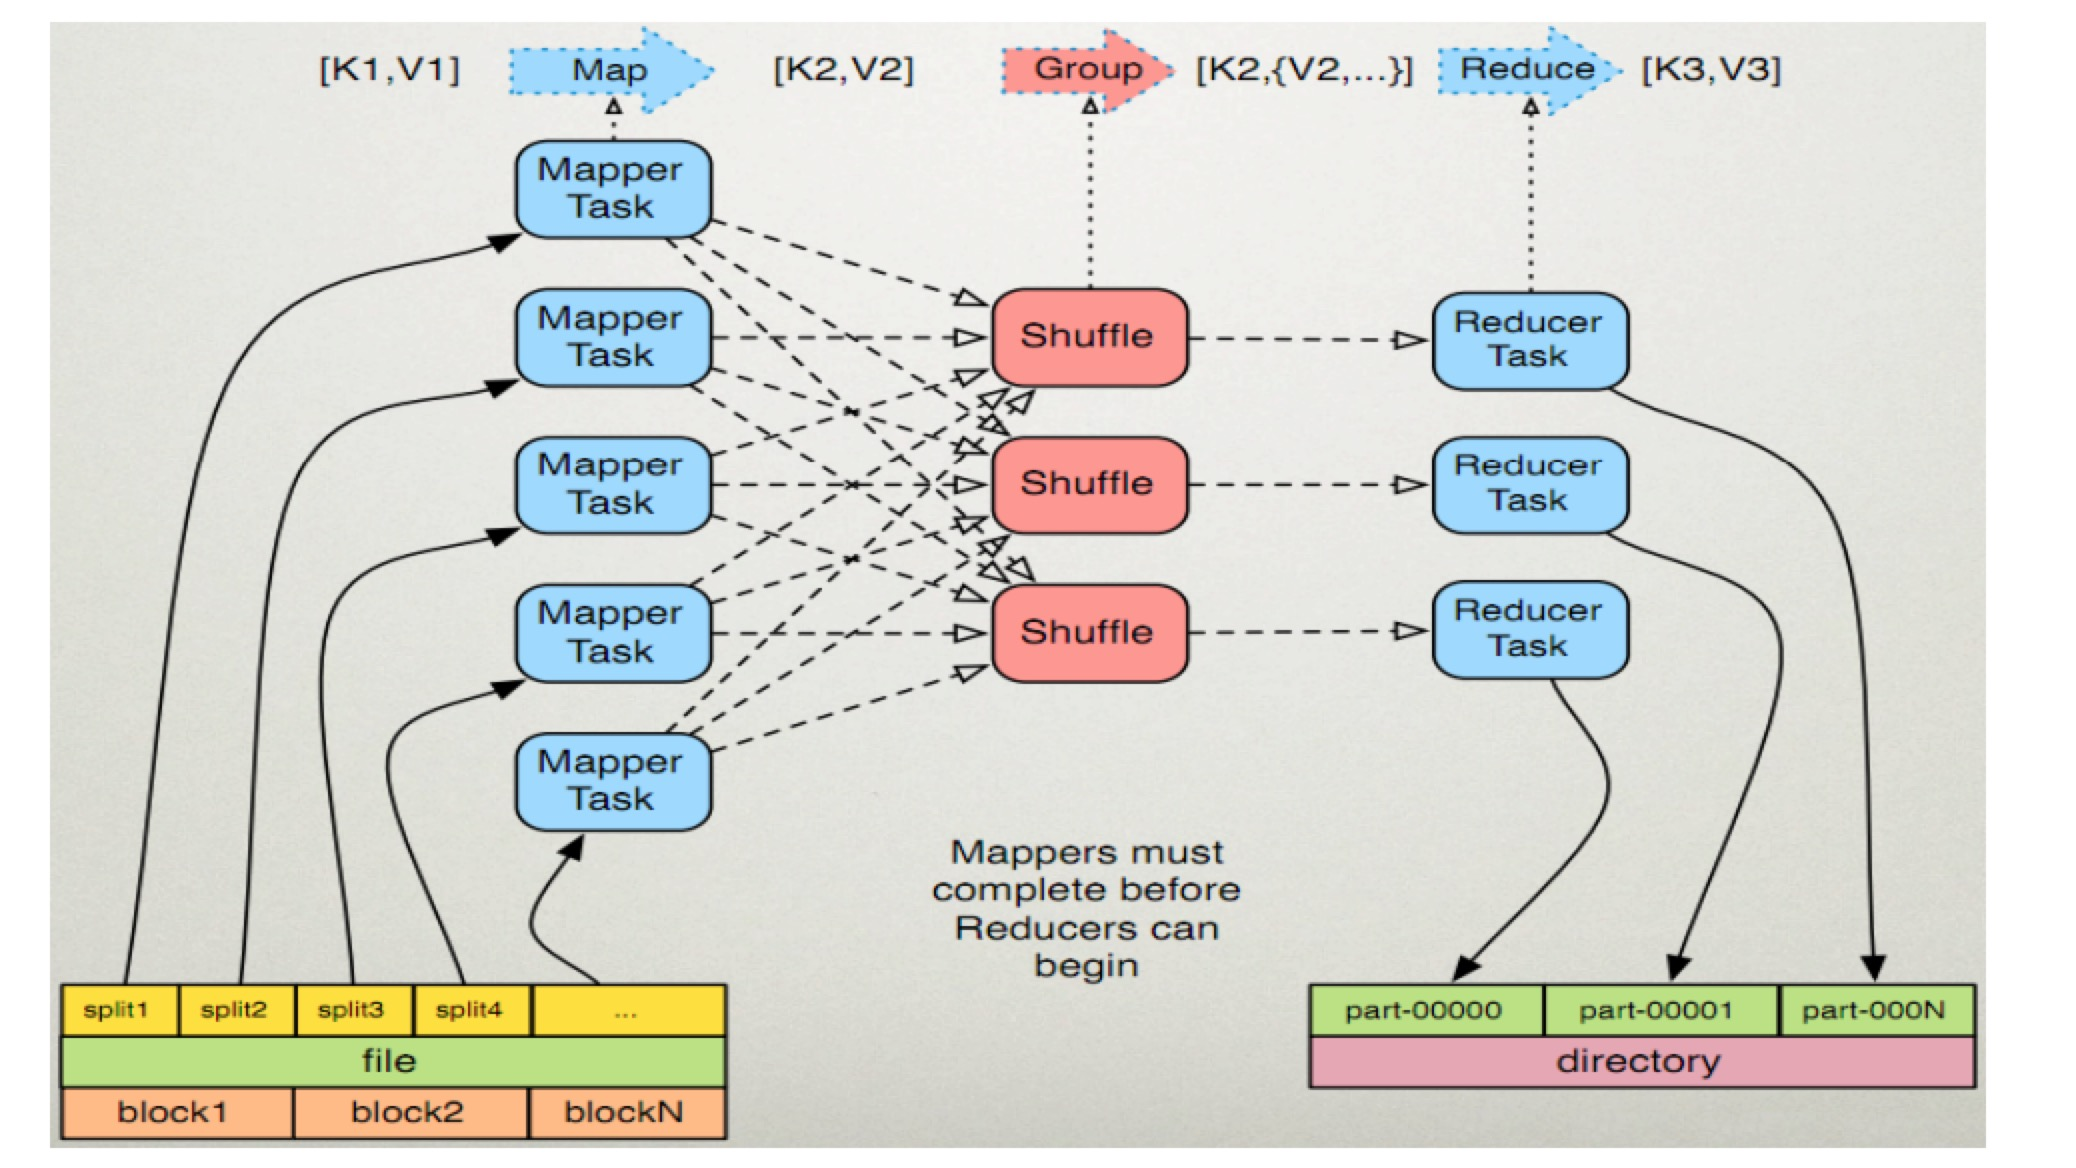 [K1,V1]
Map
[K2,V2]
Group
[K2,{V2,...}]
Reduce
[K3,V3]
Mapper
Task
Mapper
Task
Mapper
Task
Mapper
Task
Mapper
Task
Shuffle
Shuffle
Shuffle
Reducer
Task
Reducer
Task
Reducer
Task
Mappers must
complete before
Reducers can
begin
split1
split2
split3
split4
...
file
block1
block2
blockN
part-00000
part-00001
part-000N
directory